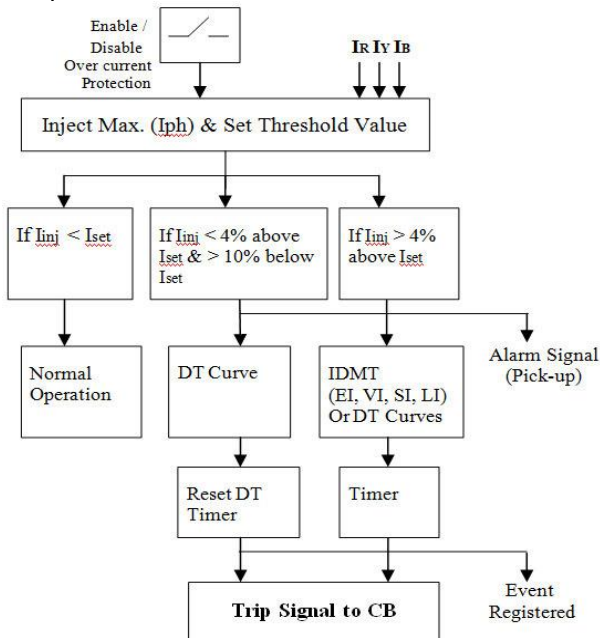 Enable /
Disable
Over current
Protection
IR IY IB
Inject Max. (Iph) & Set Threshold Value
If Iinj < Iset
If Iinj < 4% above
Iset & > 10% below
Iset
If Iinj > 4%
above Iset
Alarm Signal
(Pick-up)
Normal
Operation
DT Curve
IDMT
(EI, VI, SI, LI)
Or DT Curves
Reset DT
Timer
Timer
Event
Registered
Trip Signal to CB